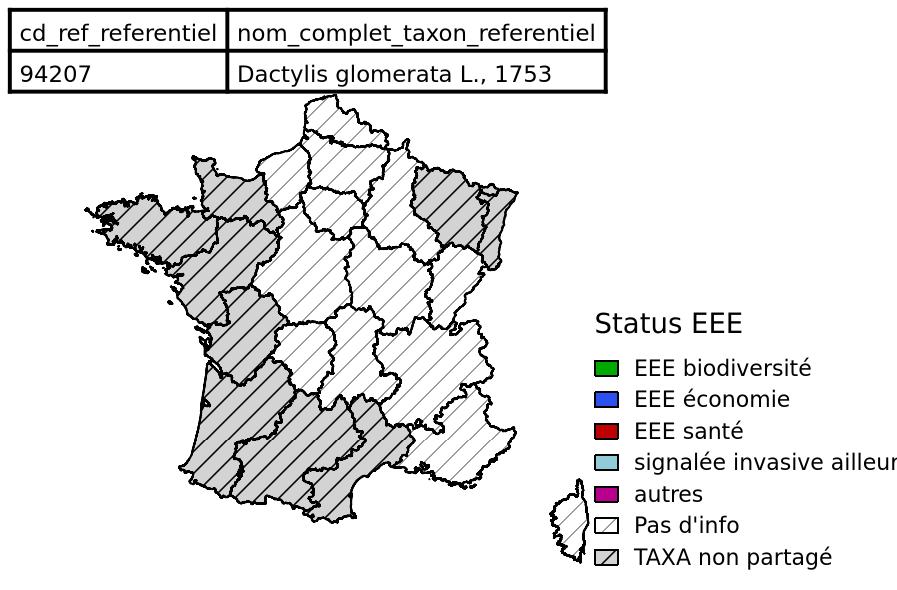 cd_ref_referentiel nom_complet_taxon_referentiel
94207 Dactylis glomerata L., 1753
Status EEE
EEE biodiversité
EEE économie
EEE santé
signalée invasive ailleur
autres
Pas d'info
TAXA non partagé